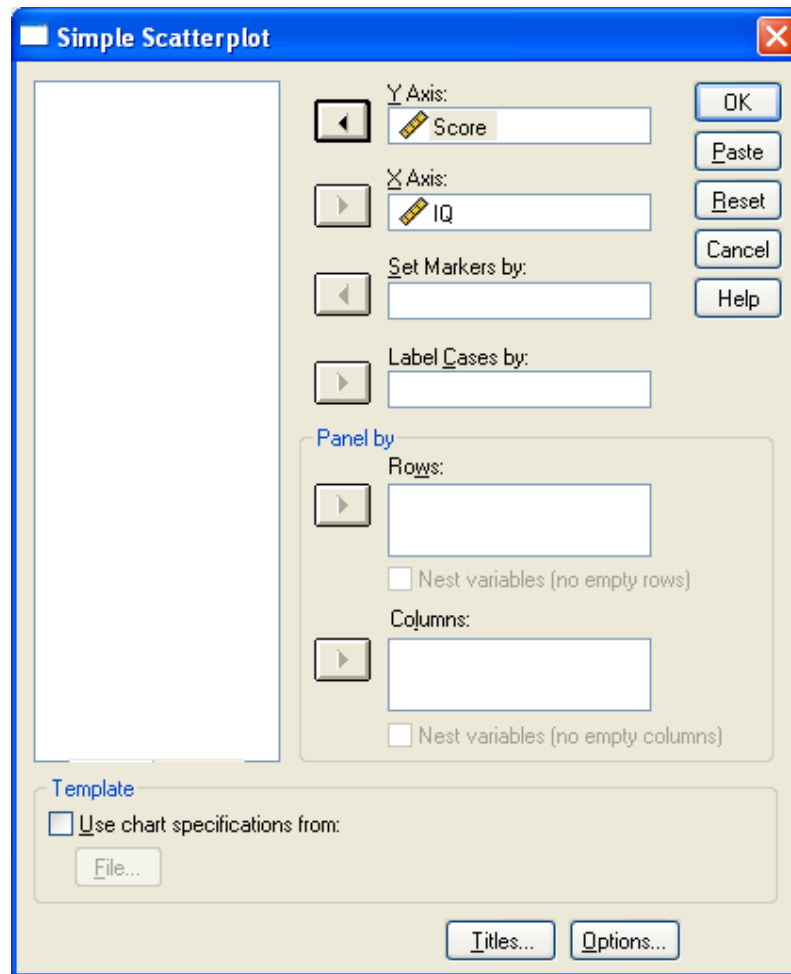 Simple Scatterplot
Y Axis:
Score
OK
Paste
X Axis:
IQ
Reset
Cancel
Set Markers by:
Help
Label Cases by:
Panel by
Rows:
Nest variables (no empty rows)
Columns:
Nest variables (no empty columns)
Template
Use chart specifications from:
File...
Titles... Options...